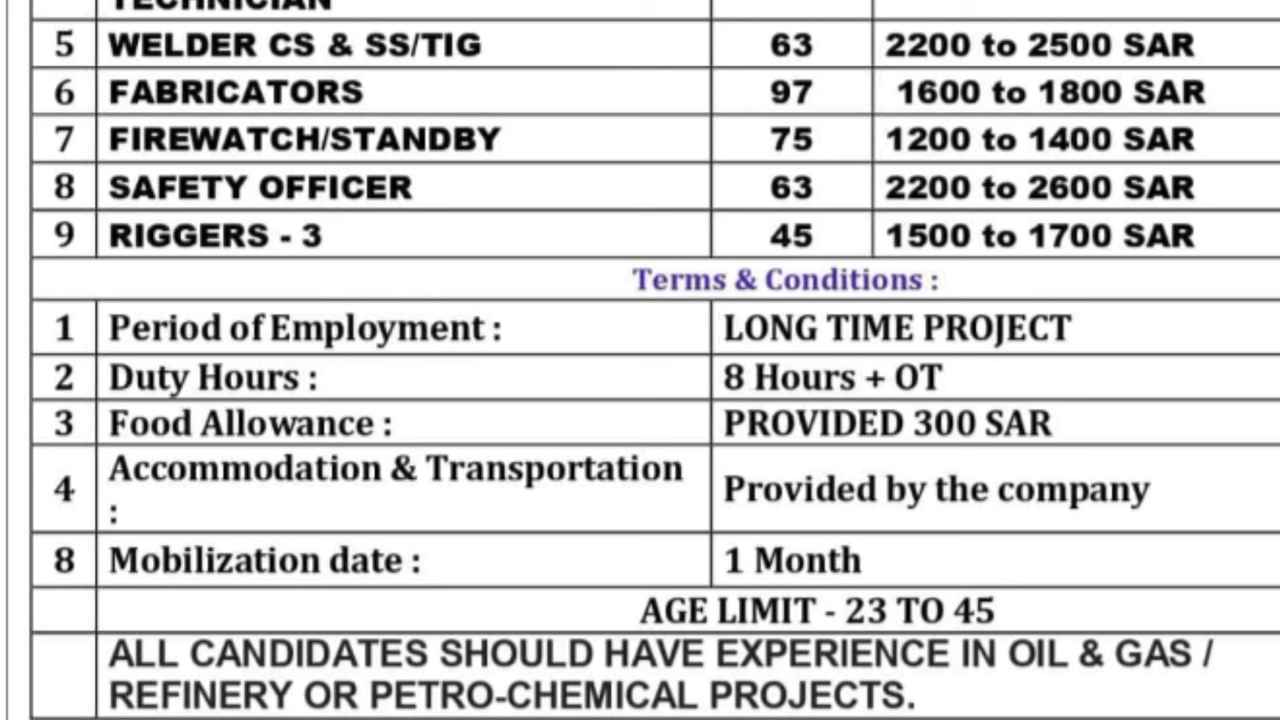 TECHNICIAN
5 WELDER CS & SS/TIG 63 2200 to 2500 SAR
6 FABRICATORS 97 1600 to 1800 SAR
7 FIREWATCH/STANDBY 75 1200 to 1400 SAR
8 SAFETY OFFICER 63 2200 to 2600 SAR
9 RIGGERS - 3 45 1500 to 1700 SAR
Terms & Conditions :
1 Period of Employment : LONG TIME PROJECT
2 Duty Hours : 8 Hours + OT
3 Food Allowance : PROVIDED 300 SAR
4 Accommodation & Transportation
: Provided by the company
8 Mobilization date : 1 Month
AGE LIMIT - 23 TO 45
ALL CANDIDATES SHOULD HAVE EXPERIENCE IN OIL & GAS /
REFINERY OR PETRO-CHEMICAL PROJECTS.